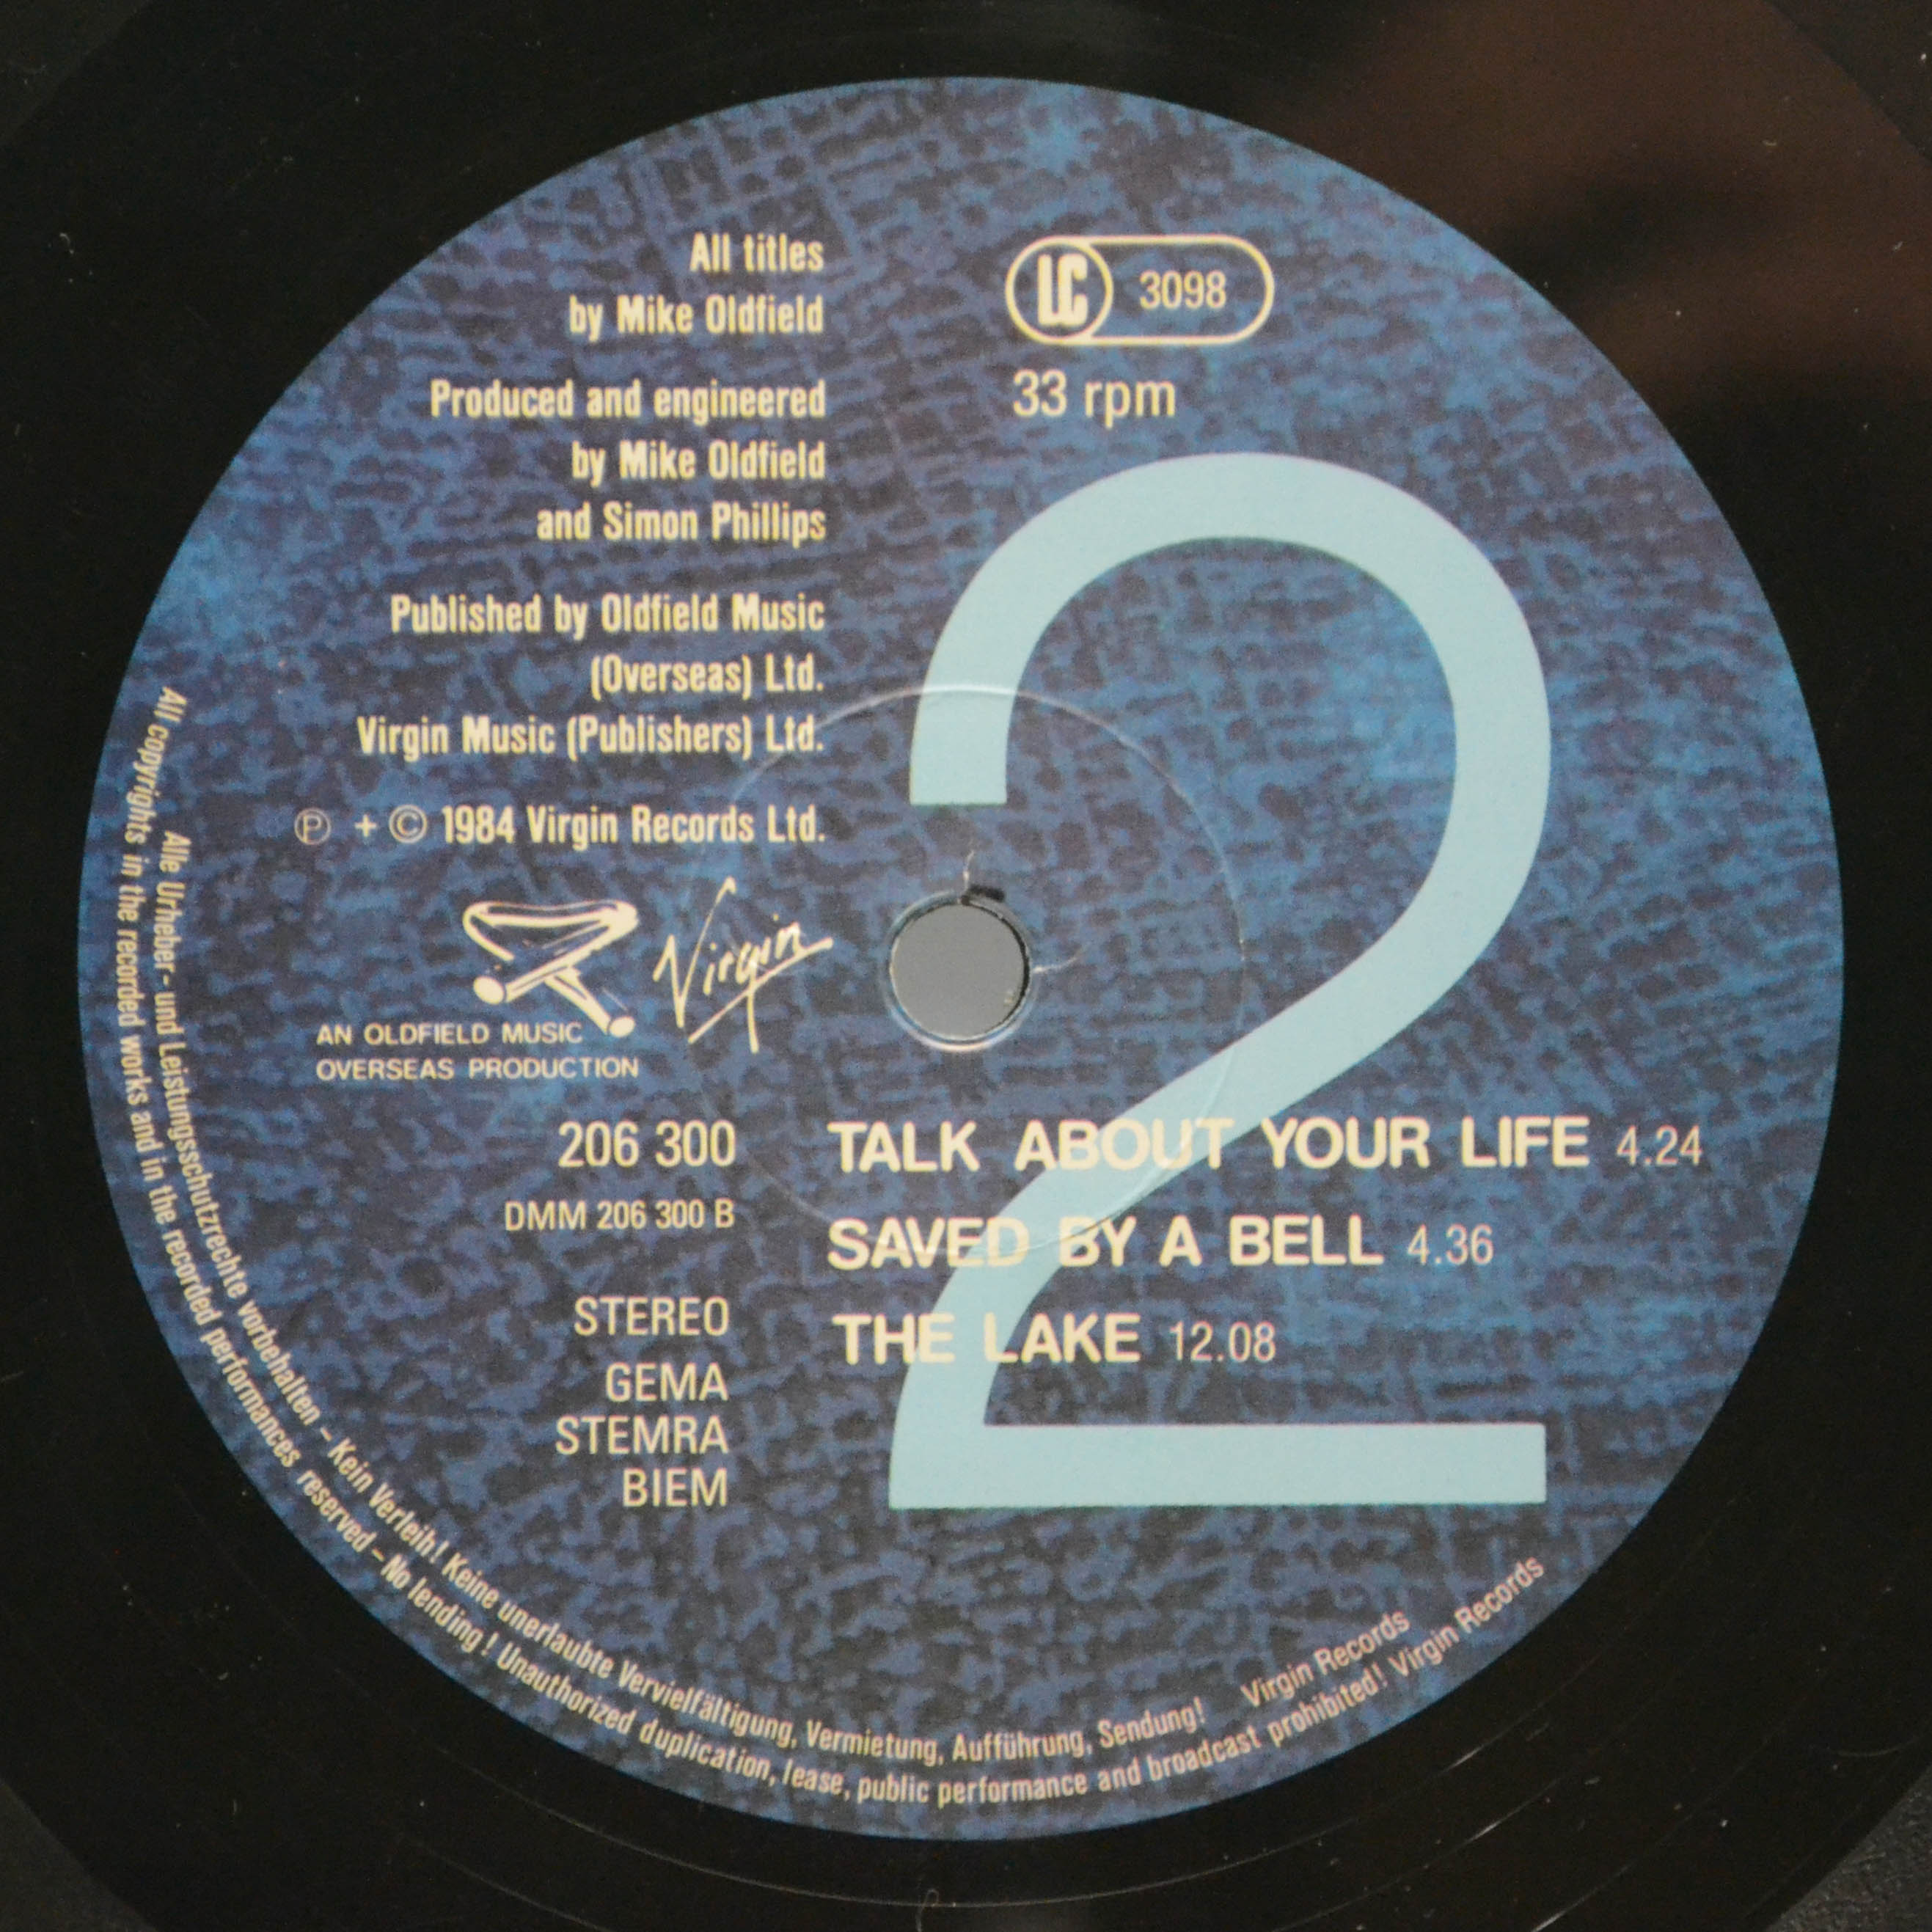 All titles
by Mike Oldfield
Produced and engineered
by Mike Oldfield
and Simon Phillips
Published by Oldfield Music
(Overseas) Ltd.
Virgin Music (Publishers) Ltd.
Ⓟ + © 1984 Virgin Records Ltd.
Virgin
AN OLDFIELD MUSIC
OVERSEAS PRODUCTION
206 300
DMM 206 300 B
STEREO
GEMA
STEMRA
BIEM
LC 3098
33 rpm
2
TALK ABOUT YOUR LIFE 4.24
SAVED BY A BELL 4.36
THE LAKE 12.08
Alle Urheber- und Leistungsschutzrechte vorbehalten – Kein Verleih! Keine unerlaubte Vervielfältigung, Vermietung, Aufführung, Sendung! Virgin Records
All copyrights in the recorded works and in the recorded performances reserved – No lending! Unauthorized duplication, lease, public performance and broadcast prohibited! Virgin Records